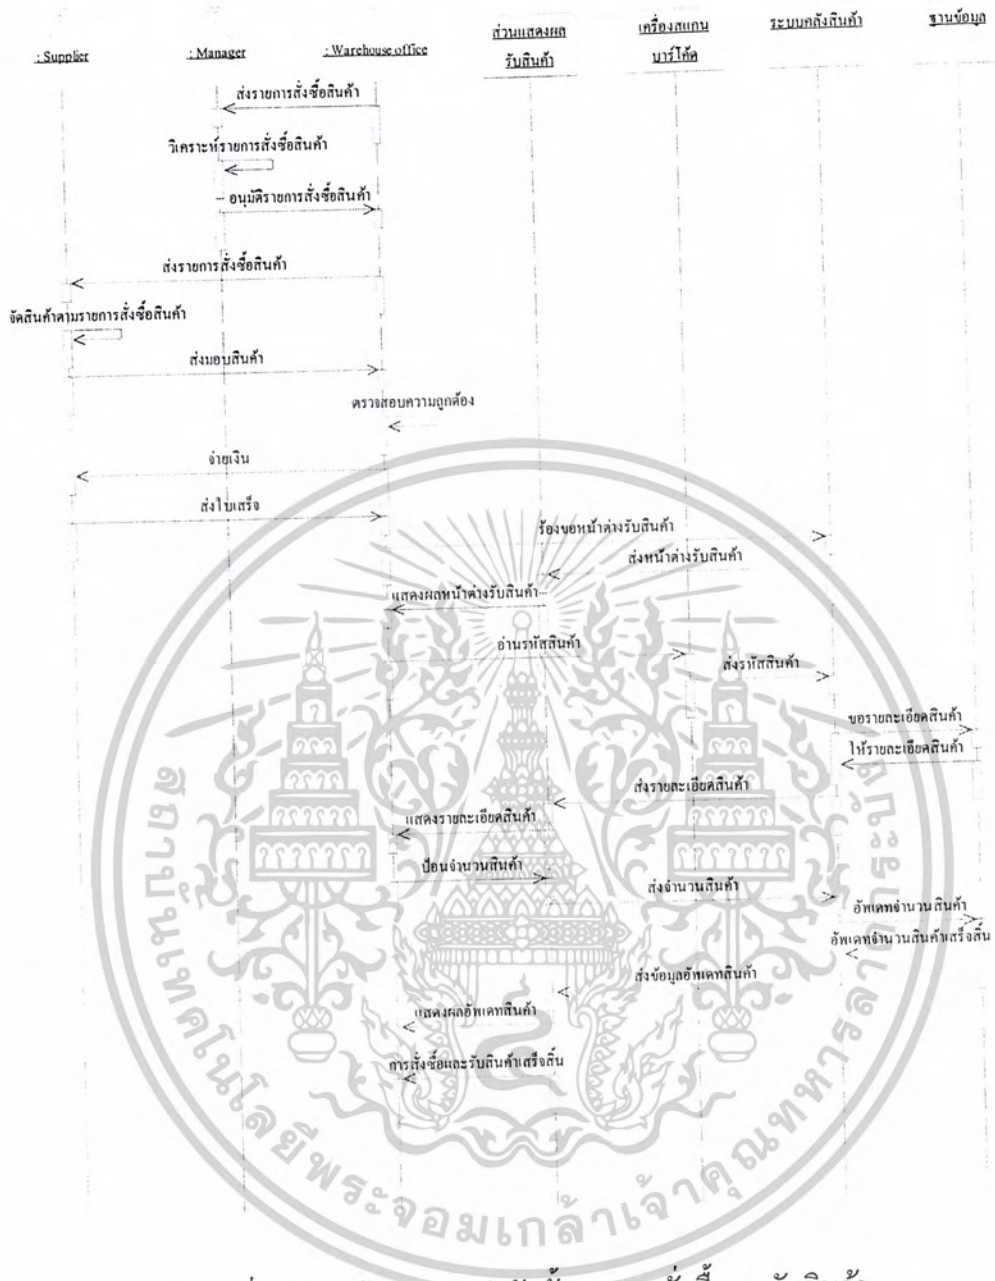 : Supplier
: Manager
: Warehouse office
ส่วนแสดงผล
รับสินค้า
เครื่องสแกน
บาร์โค้ด
ระบบคลังสินค้า
ฐานข้อมูล
ส่งรายการสั่งซื้อสินค้า
วิเคราะห์รายการสั่งซื้อสินค้า
อนุมัติรายการสั่งซื้อสินค้า
ส่งรายการสั่งซื้อสินค้า
จัดสินค้าตามรายการสั่งซื้อสินค้า
ส่งมอบสินค้า
ตรวจสอบความถูกต้อง
จ่ายเงิน
ส่งใบเสร็จ
ร้องขอหน้าต่างรับสินค้า
ส่งหน้าต่างรับสินค้า
แสดงผลหน้าต่างรับสินค้า
อ่านรหัสสินค้า
ส่งรหัสสินค้า
ขอรายละเอียดสินค้า
ให้รายละเอียดสินค้า
ส่งรายละเอียดสินค้า
แสดงรายละเอียดสินค้า
ป้อนจำนวนสินค้า
ส่งจำนวนสินค้า
อัพเดทจำนวนสินค้า
อัพเดทจำนวนสินค้าเสร็จสิ้น
ส่งข้อมูลอัพเดทสินค้า
แสดงผลอัพเดทสินค้า
การสั่งซื้อและรับสินค้าเสร็จสิ้น
สถาบันเทคโนโลยีพระจอมเกล้าเจ้าคุณทหารลาดกระบัง